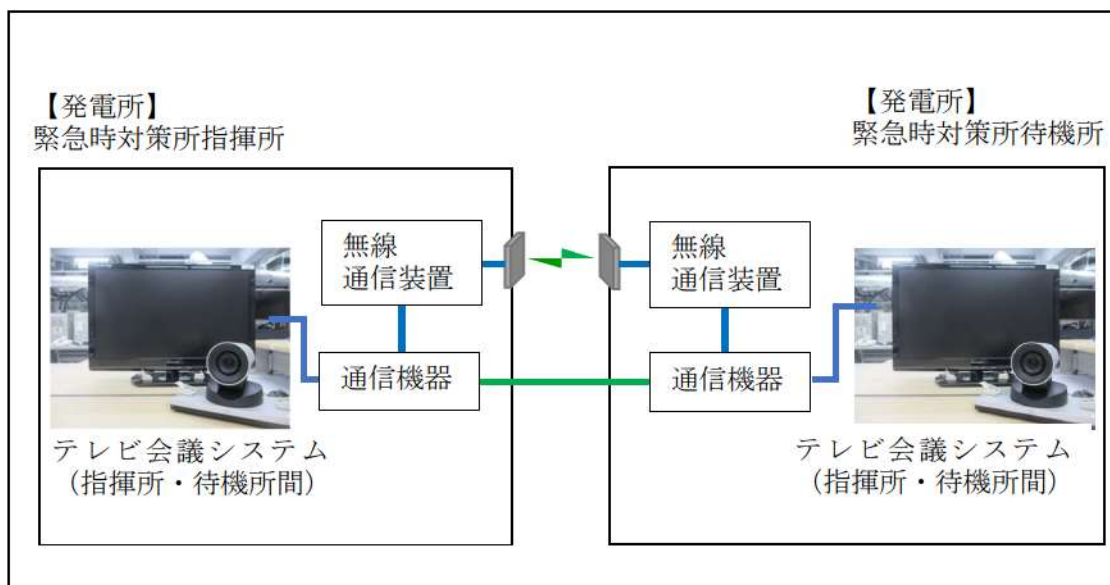 【発電所】
緊急時対策所指揮所
無線
通信装置
通信機器
テレビ会議システム
（指揮所・待機所間）
【発電所】
緊急時対策所待機所
無線
通信装置
通信機器
テレビ会議システム
（指揮所・待機所間）